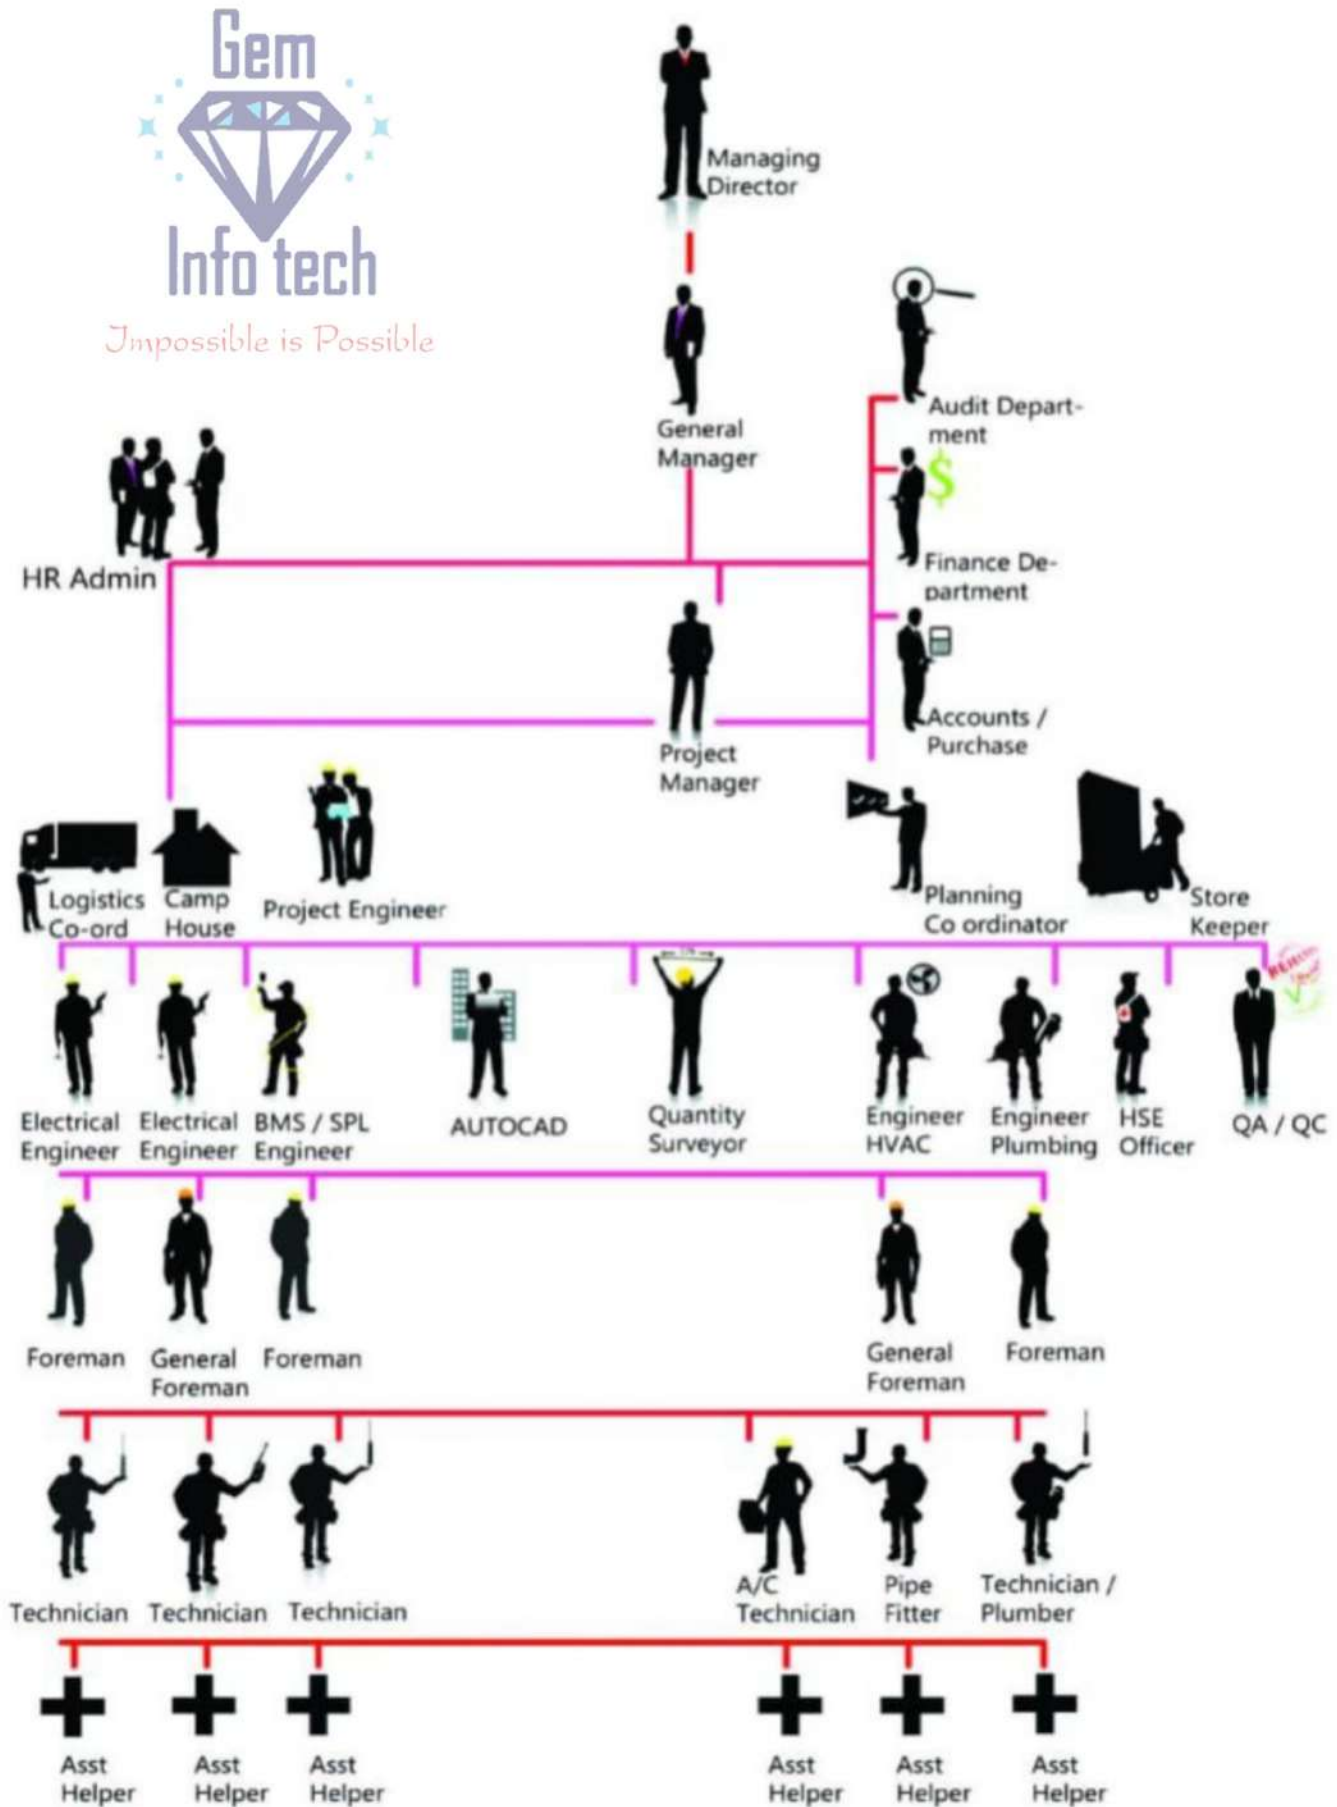 Gem
Info tech
Impossible is Possible
Managing
Director
General
Manager
Audit Depart-
ment
$
Finance De-
partment
HR Admin
Accounts /
Purchase
Project
Manager
Logistics
Co-ord
Camp
House
Project Engineer
Planning
Co ordinator
Store
Keeper
Electrical
Engineer
Electrical
Engineer
BMS / SPL
Engineer
AUTOCAD
Quantity
Surveyor
Engineer
HVAC
Engineer
Plumbing
HSE
Officer
QA / QC
Foreman
General
Foreman
Foreman
General
Foreman
Foreman
Technician
Technician
Technician
A/C
Technician
Pipe
Fitter
Technician /
Plumber
Asst
Helper
Asst
Helper
Asst
Helper
Asst
Helper
Asst
Helper
Asst
Helper